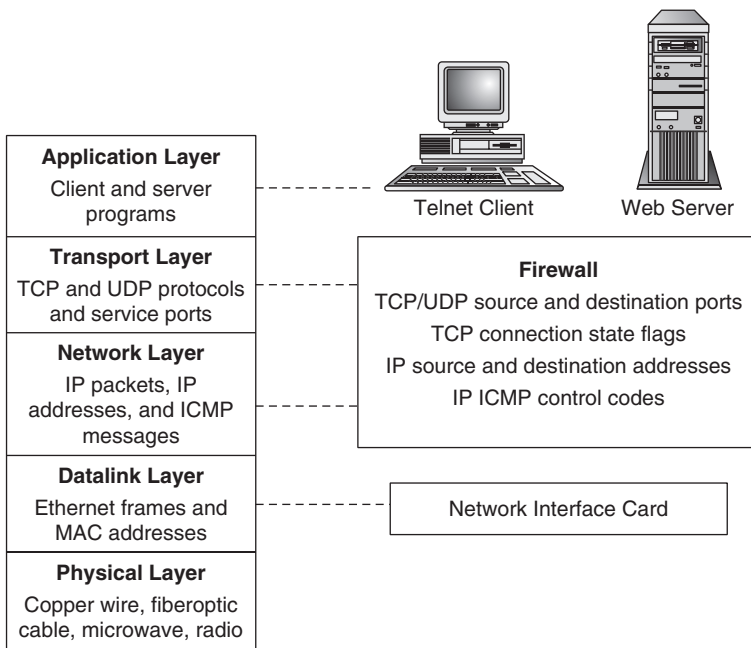 Application Layer
Client and server
programs
Telnet Client
Web Server
Transport Layer
TCP and UDP protocols
and service ports
Network Layer
IP packets, IP
addresses, and ICMP
messages
Firewall
TCP/UDP source and destination ports
TCP connection state flags
IP source and destination addresses
IP ICMP control codes
Datalink Layer
Ethernet frames and
MAC addresses
Network Interface Card
Physical Layer
Copper wire, fiberoptic
cable, microwave, radio